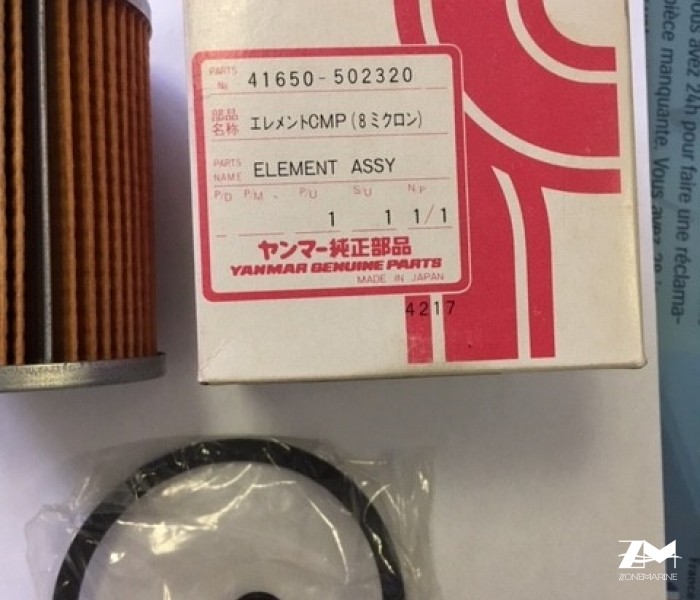 PARTS No. 41650-502320
部品名称 エレメントCMP(8ミクロン)
PARTS NAME ELEMENT ASSY
P/D P/M P/U S/U N.P
1 1 1/1
ヤンマー純正部品
YANMAR GENUINE PARTS
MADE IN JAPAN
4217
ous avez 24h pour faire une réclama-
pièce manquante. Vous avez
ZM
ZONEMARINE